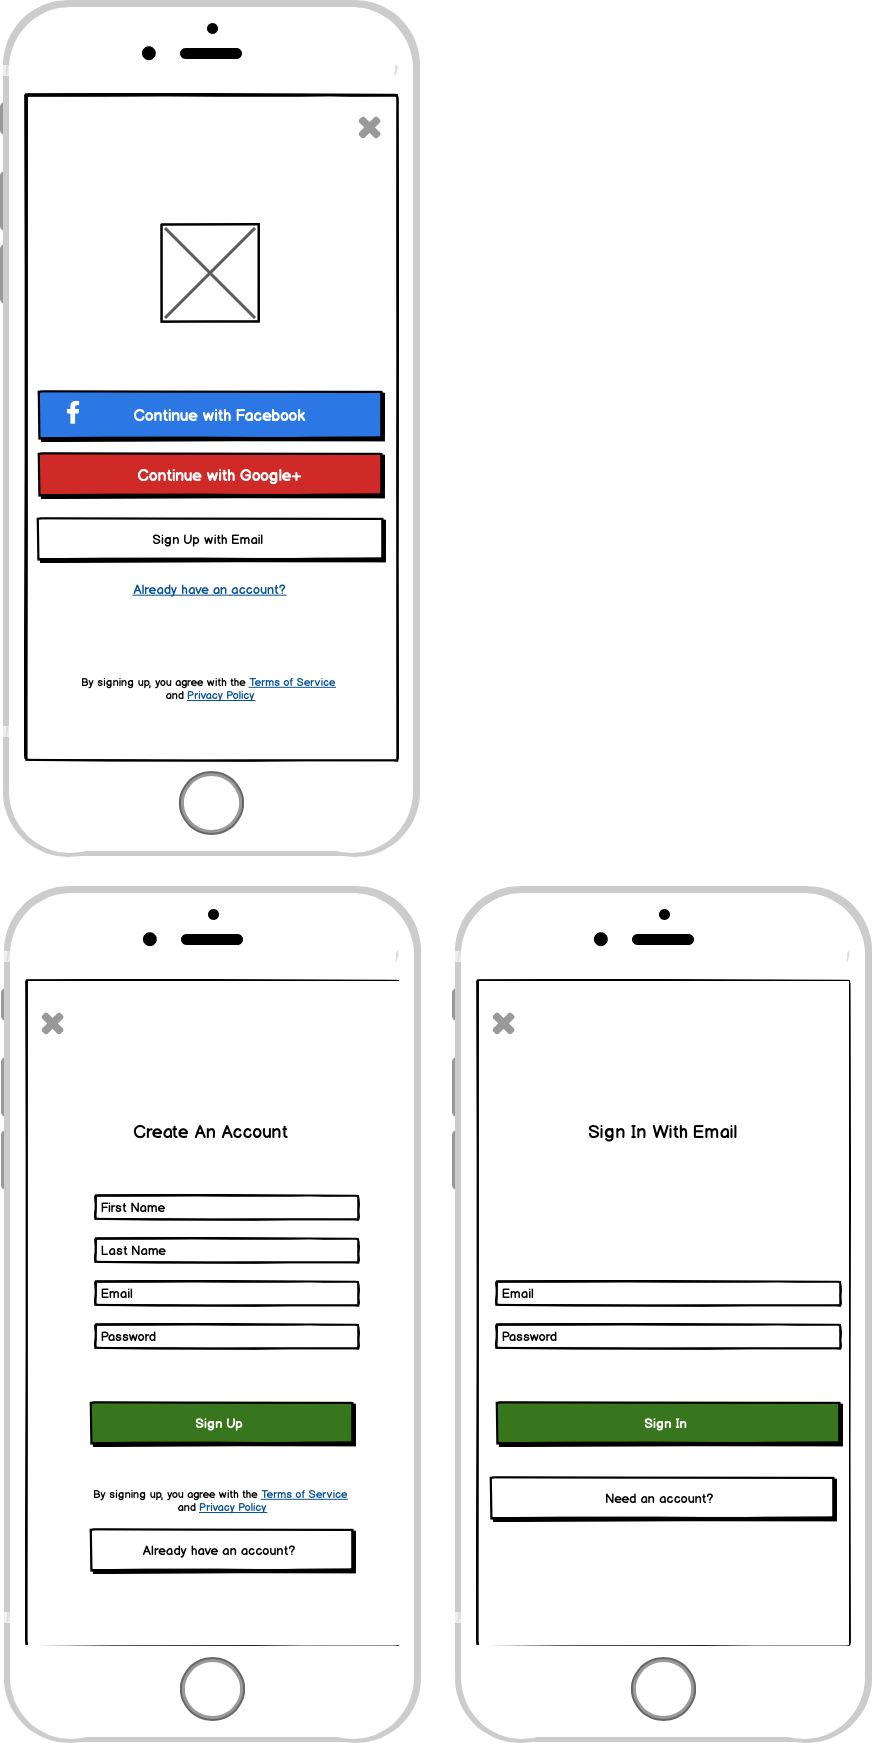 Continue with Facebook
Continue with Google+
Sign Up with Email
Already have an account?
By signing up, you agree with the Terms of Service
and Privacy Policy
Create An Account
First Name
Last Name
Email
Password
Sign Up
By signing up, you agree with the Terms of Service
and Privacy Policy
Already have an account?
Sign In With Email
Email
Password
Sign In
Need an account?